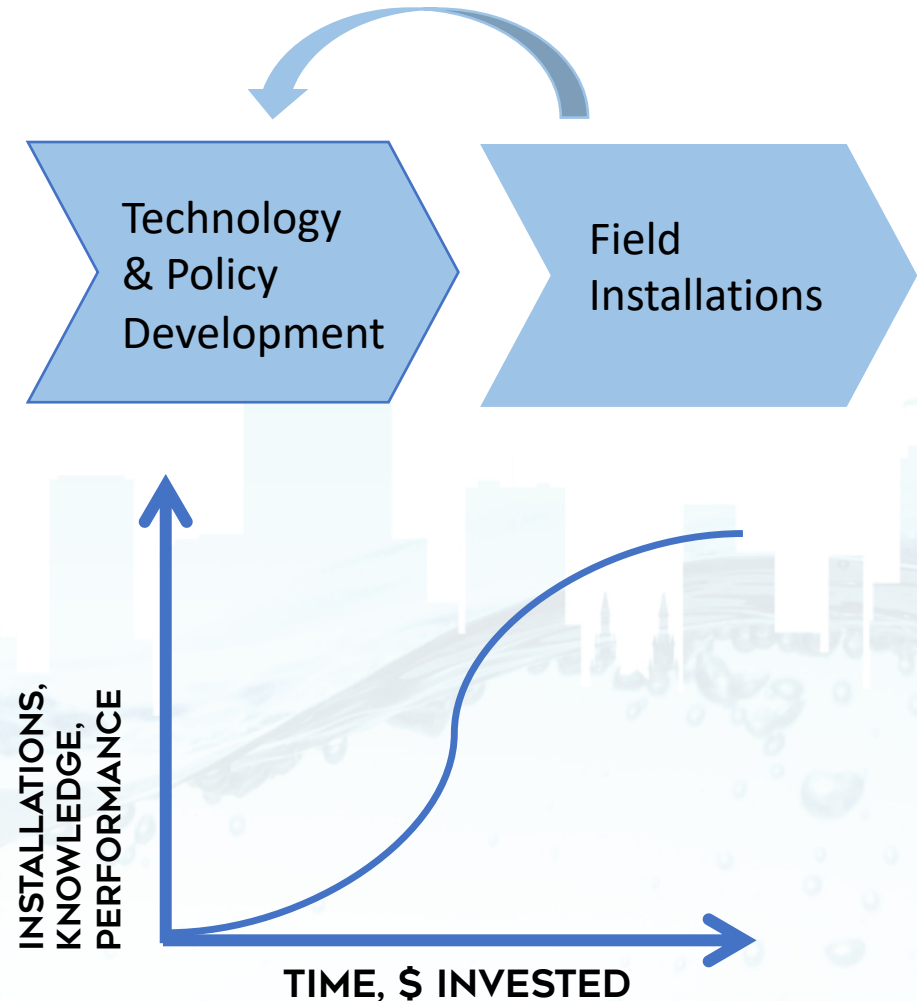 Technology
& Policy
Development
Field
Installations
INSTALLATIONS,
KNOWLEDGE,
PERFORMANCE
TIME, $ INVESTED